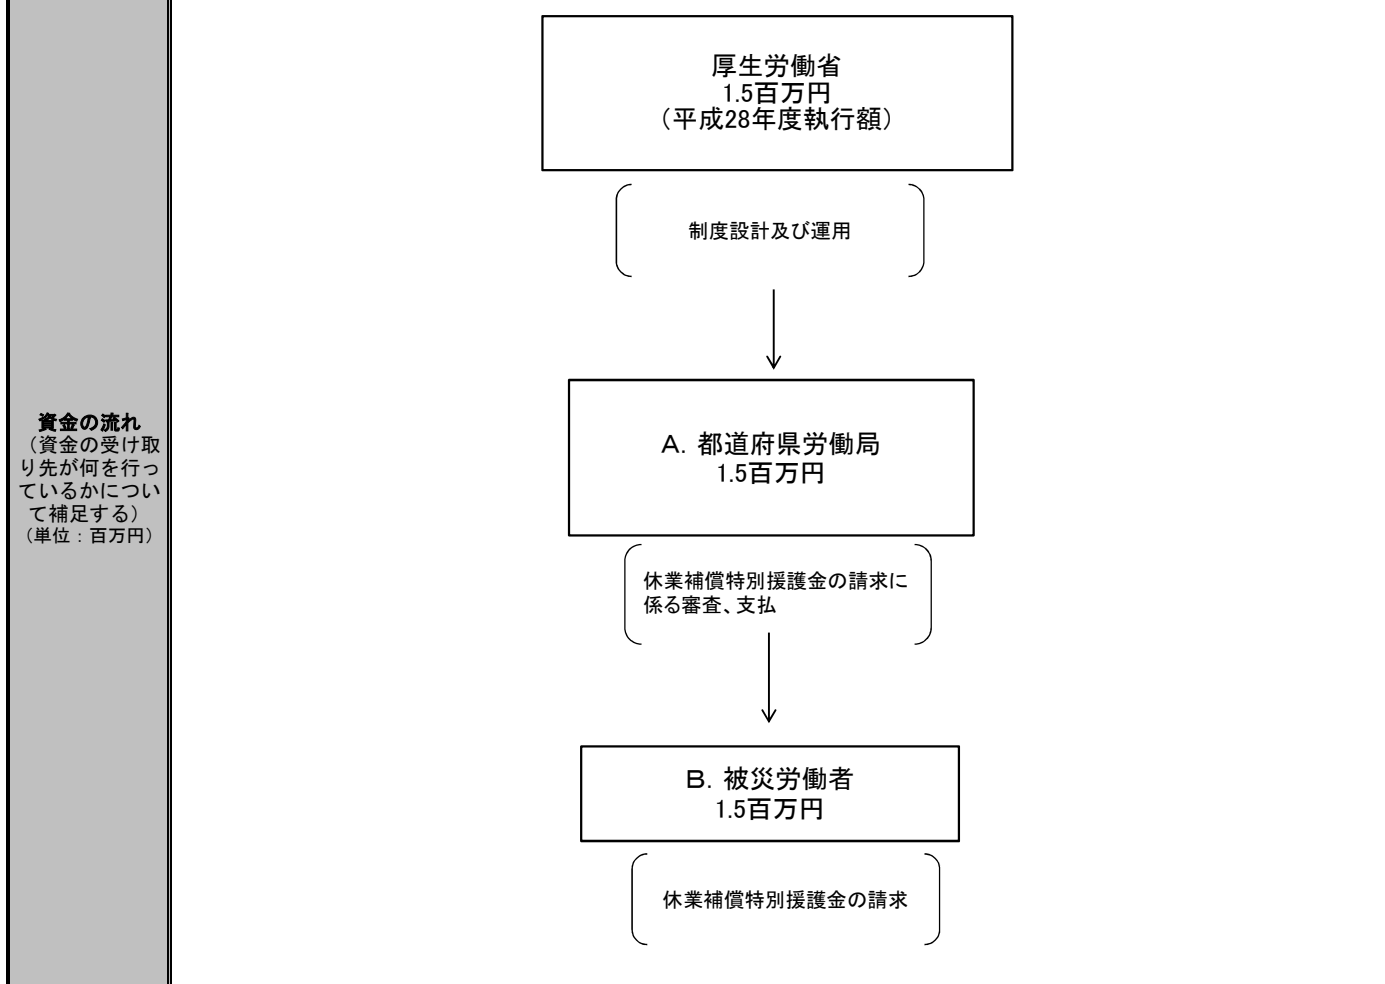 厚生労働省
1.5百万円
（平成28年度執行額）
制度設計及び運用
資金の流れ
（資金の受け取
り先が何を行っ
ているかについ
て補足する）
（単位：百万円）
A. 都道府県労働局
1.5百万円
休業補償特別援護金の請求に
係る審査、支払
B. 被災労働者
1.5百万円
休業補償特別援護金の請求